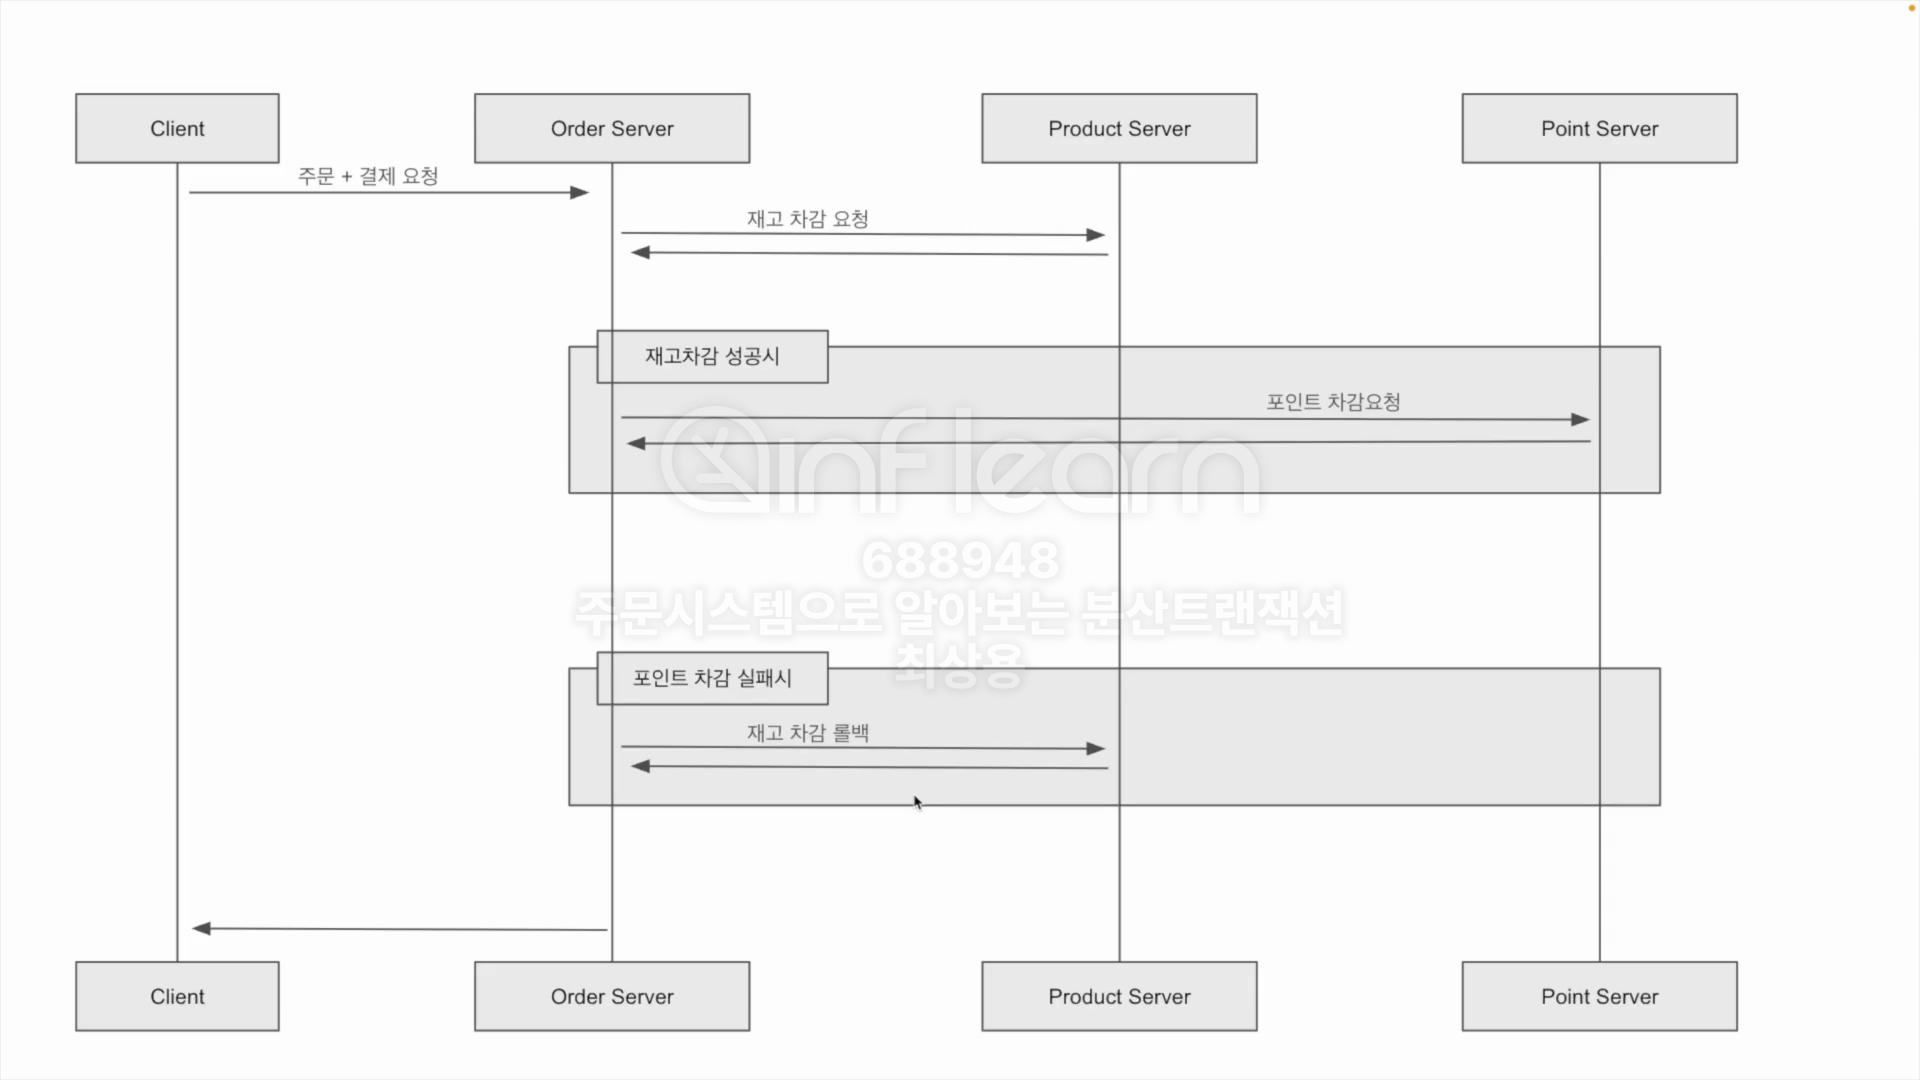 Client
Order Server
Product Server
Point Server
주문 + 결제 요청
재고 차감 요청
재고차감 성공시
포인트 차감요청
inflearn
688948
주문시스템으로 알아보는 분산트랜잭션
최상용
포인트 차감 실패시
재고 차감 롤백
Client
Order Server
Product Server
Point Server